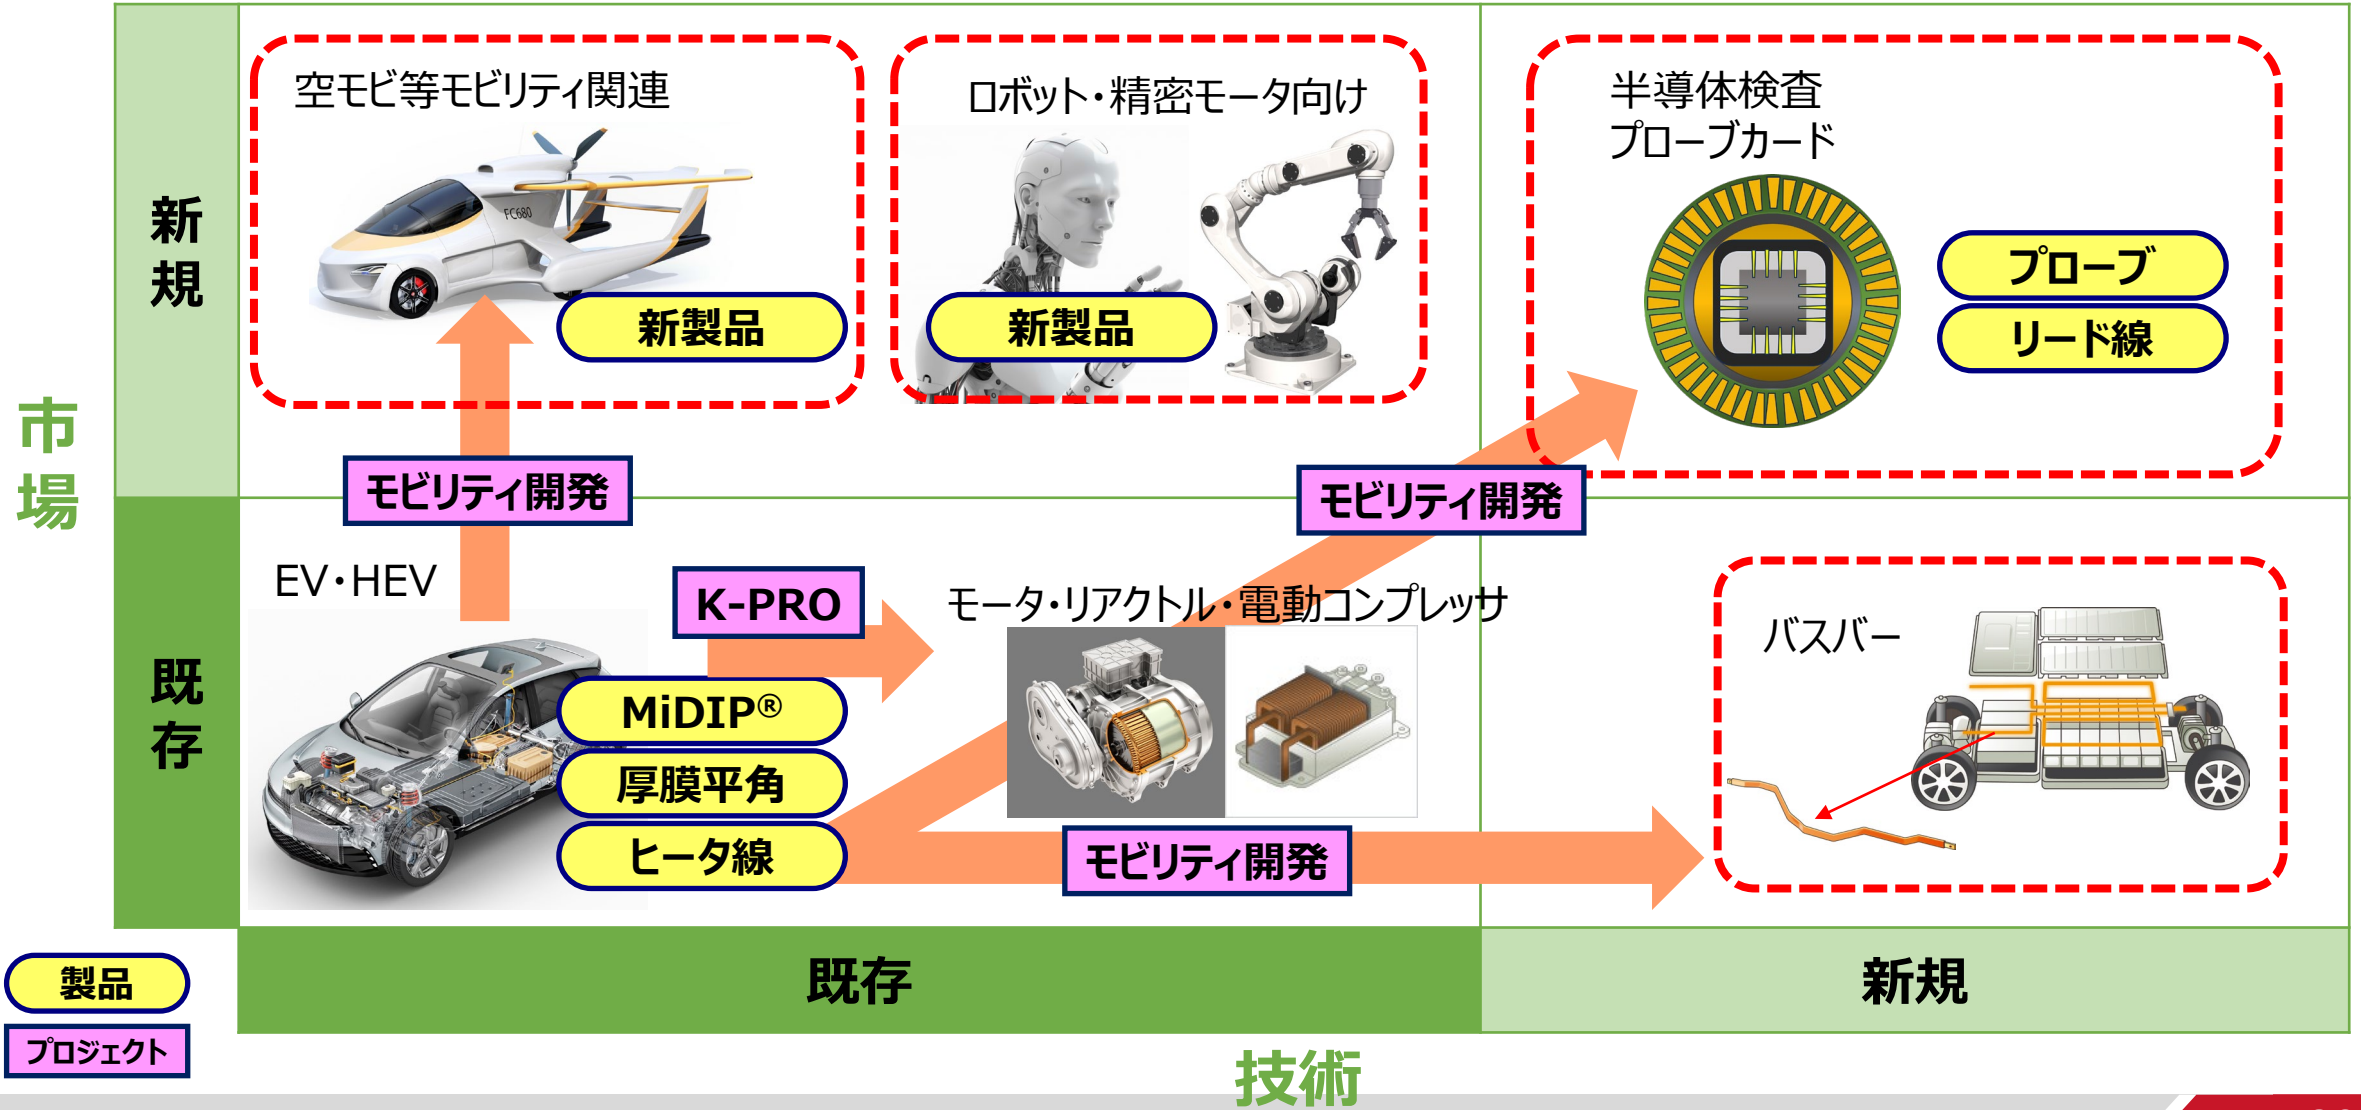 空モビ等モビリティ関連
FC680
新製品
ロボット・精密モータ向け
新製品
半導体検査
プローブカード
プローブ
リード線
新規
市場
モビリティ開発
モビリティ開発
EV・HEV
K-PRO
モータ・リアクトル・電動コンプレッサ
MiDIP®
厚膜平角
ヒータ線
モビリティ開発
バスバー
既存
既存
新規
製品
プロジェクト
技術